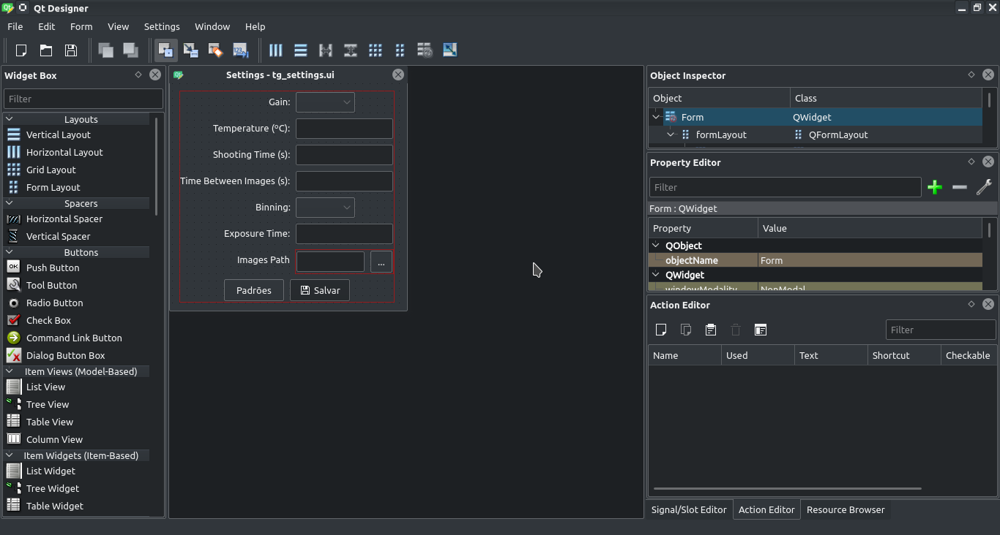 Qt Designer
File Edit Form View Settings Window Help
Widget Box
Filter
Layouts
Vertical Layout
Horizontal Layout
Grid Layout
Form Layout
Spacers
Horizontal Spacer
Vertical Spacer
Buttons
OK Push Button
Tool Button
Radio Button
Check Box
Command Link Button
Dialog Button Box
Item Views (Model-Based)
List View
Tree View
Table View
Column View
Item Widgets (Item-Based)
List Widget
Tree Widget
Table Widget
Settings - tg_settings.ui
Gain:
Temperature (ºC):
Shooting Time (s):
Time Between Images (s):
Binning:
Exposure Time:
Images Path ...
Padrões Salvar
Object Inspector
Object Class
Form QWidget
formLayout QFormLayout
Property Editor
Filter
Form : QWidget
Property Value
QObject
objectName Form
QWidget
windowModality NonModal
Action Editor
Filter
Name Used Text Shortcut Checkable
Signal/Slot Editor Action Editor Resource Browser